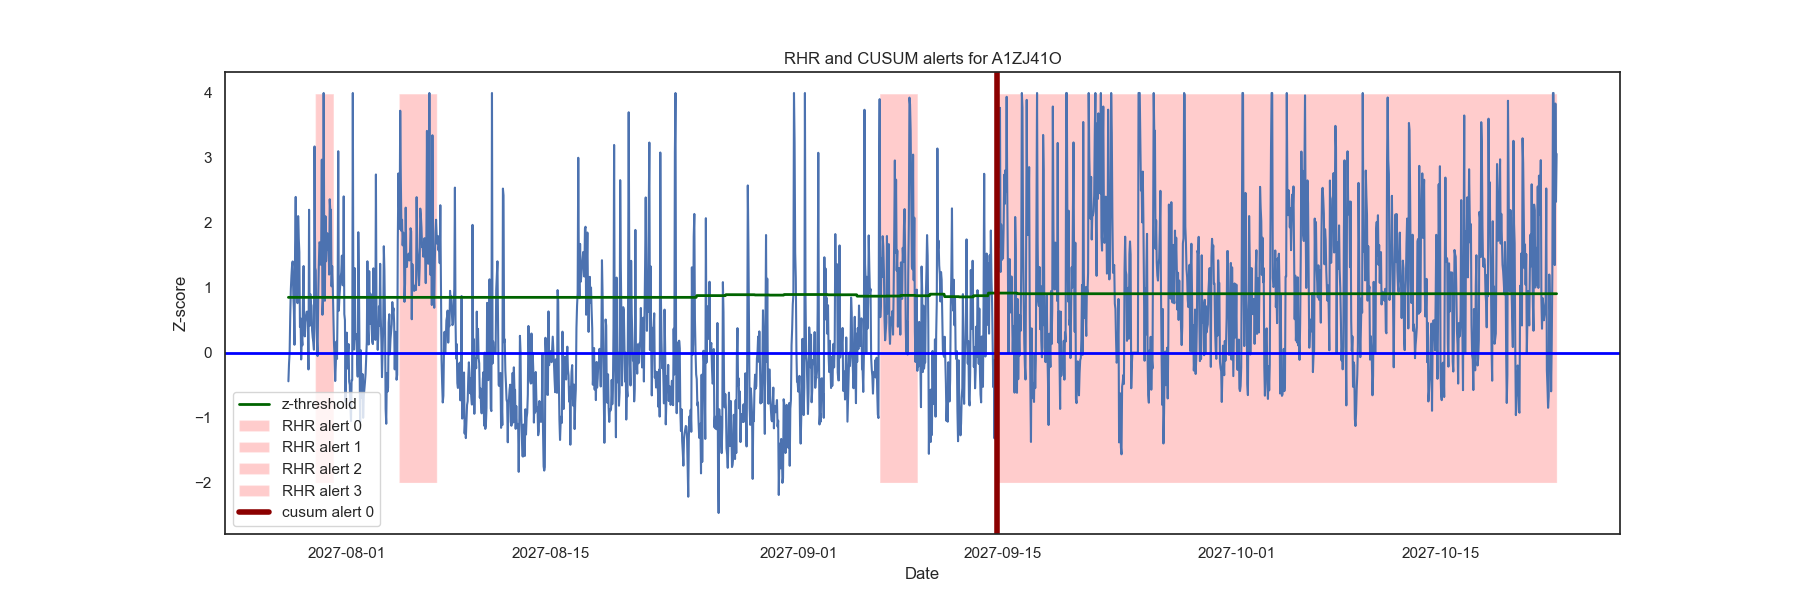 RHR and CUSUM alerts for A1ZJ41O
4
3
2
1
0
−1
−2
Z-score
z-threshold
RHR alert 0
RHR alert 1
RHR alert 2
RHR alert 3
cusum alert 0
2027-08-01
2027-08-15
2027-09-01
2027-09-15
2027-10-01
2027-10-15
Date